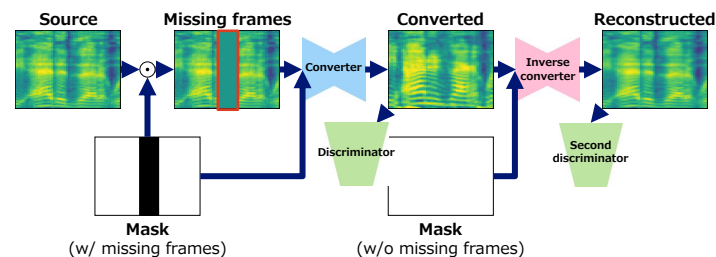 Source
Missing frames
Converted
Reconstructed
Converter
Inverse
converter
Discriminator
Second
discriminator
Mask
(w/ missing frames)
Mask
(w/o missing frames)